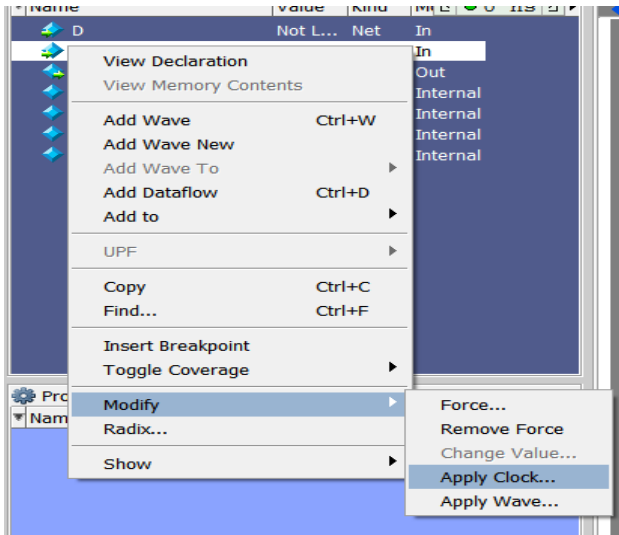 Name Value Kind
D Not L... Net In
In
View Declaration Out
View Memory Contents Internal
Add Wave Ctrl+W Internal
Add Wave New Internal
Add Wave To Internal
Add Dataflow Ctrl+D
Add to
UPF
Copy Ctrl+C
Find... Ctrl+F
Insert Breakpoint
Toggle Coverage
Modify
Radix...
Show
Force...
Remove Force
Change Value...
Apply Clock...
Apply Wave...